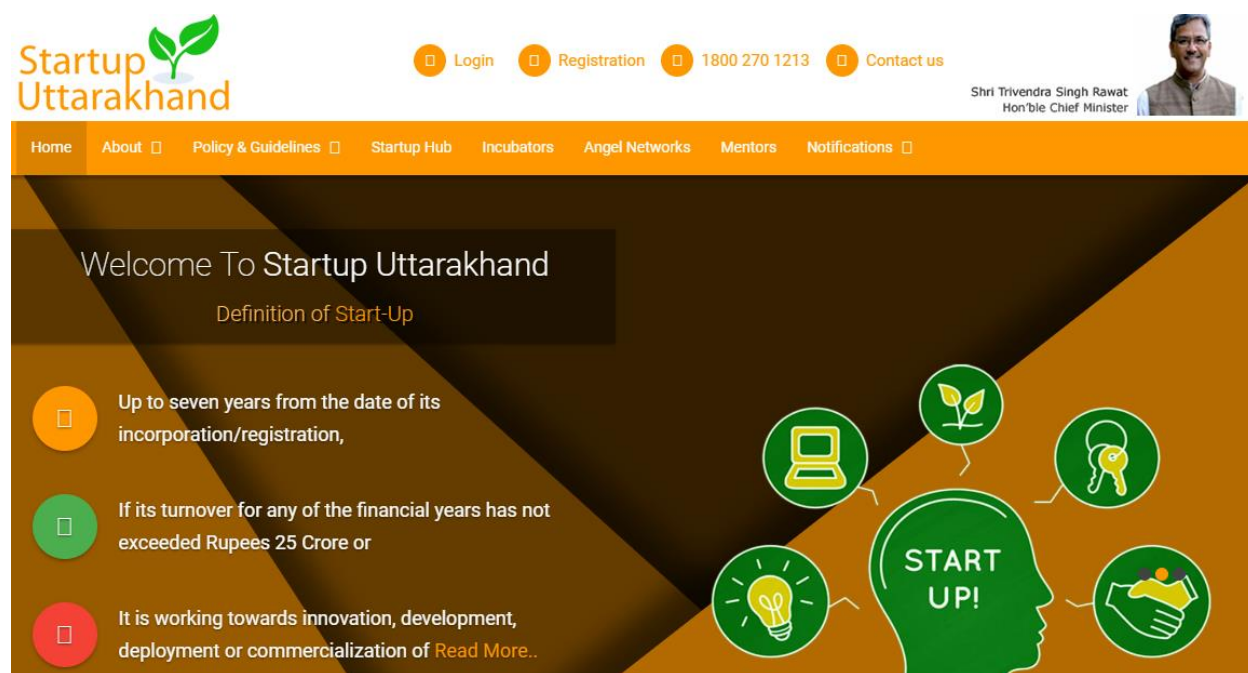 Startup
Uttarakhand
Login Registration 1800 270 1213 Contact us
Shri Trivendra Singh Rawat
Hon'ble Chief Minister
Home About Policy & Guidelines Startup Hub Incubators Angel Networks Mentors Notifications
Welcome To Startup Uttarakhand
Definition of Start-Up
Up to seven years from the date of its
incorporation/registration,
If its turnover for any of the financial years has not
exceeded Rupees 25 Crore or
It is working towards innovation, development,
deployment or commercialization of Read More..
START
UP!